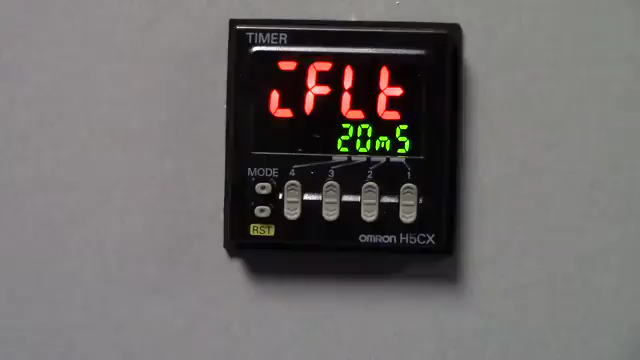 TIMER
iFLt
20mS
MODE 4 3 2 1
RST
omron H5CX